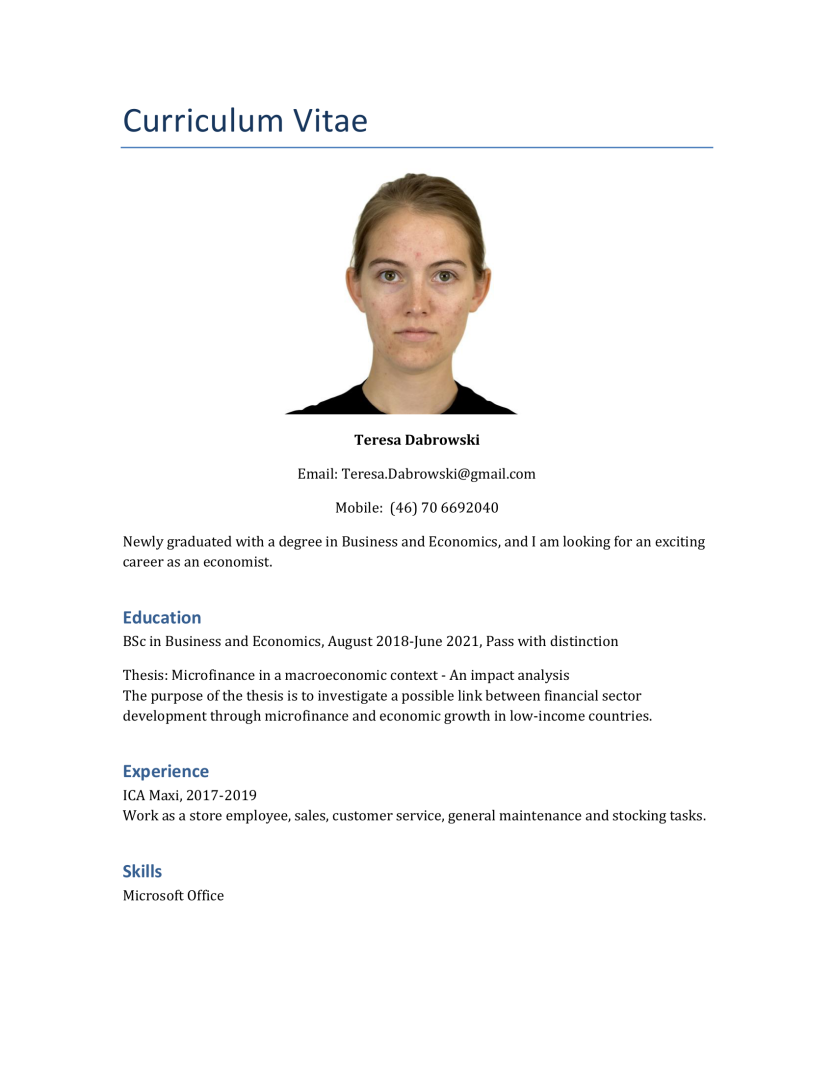 Curriculum Vitae
Teresa Dabrowski
Email: Teresa.Dabrowski@gmail.com
Mobile:  (46) 70 6692040
Newly graduated with a degree in Business and Economics, and I am looking for an exciting
career as an economist.
Education
BSc in Business and Economics, August 2018-June 2021, Pass with distinction
Thesis: Microfinance in a macroeconomic context - An impact analysis
The purpose of the thesis is to investigate a possible link between financial sector
development through microfinance and economic growth in low-income countries.
Experience
ICA Maxi, 2017-2019
Work as a store employee, sales, customer service, general maintenance and stocking tasks.
Skills
Microsoft Office